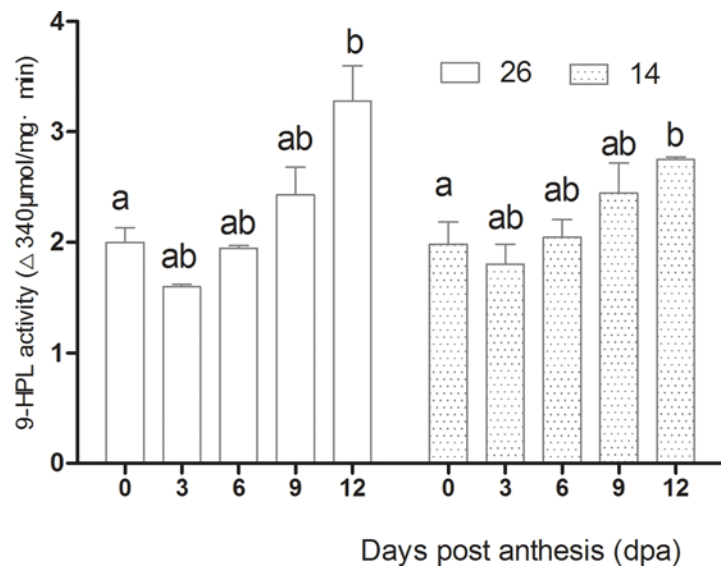 4
3
2
1
0
9-HPL activity (△ 340μmol/mg· min)
26
14
a
ab
ab
ab
b
a
ab
ab
ab
b
0 3 6 9 12 0 3 6 9 12
Days post anthesis (dpa)